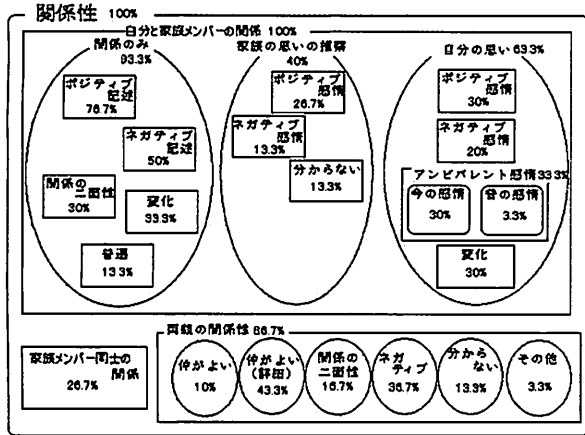 関係性 100%
自分と家族メンバーの関係 100%
関係のみ
93.3%
ポジティブ
記述
76.7%
ネガティブ
記述
50%
関係の
二面性
30%
変化
33.3%
普通
13.3%
家族の思いの推察
40%
ポジティブ
感情
26.7%
ネガティブ
感情
13.3%
分からない
13.3%
自分の思い 63.3%
ポジティブ
感情
30%
ネガティブ
感情
20%
アンビバレント感情33.3%
今の感情
30%
昔の感情
3.3%
変化
30%
家族メンバー同士の
関係
26.7%
両親の関係性 86.7%
仲がよい
10%
仲がよい
43.3%
関係の
二面性
16.7%
ネガ
ティブ
36.7%
分から
ない
13.3%
その他
3.3%